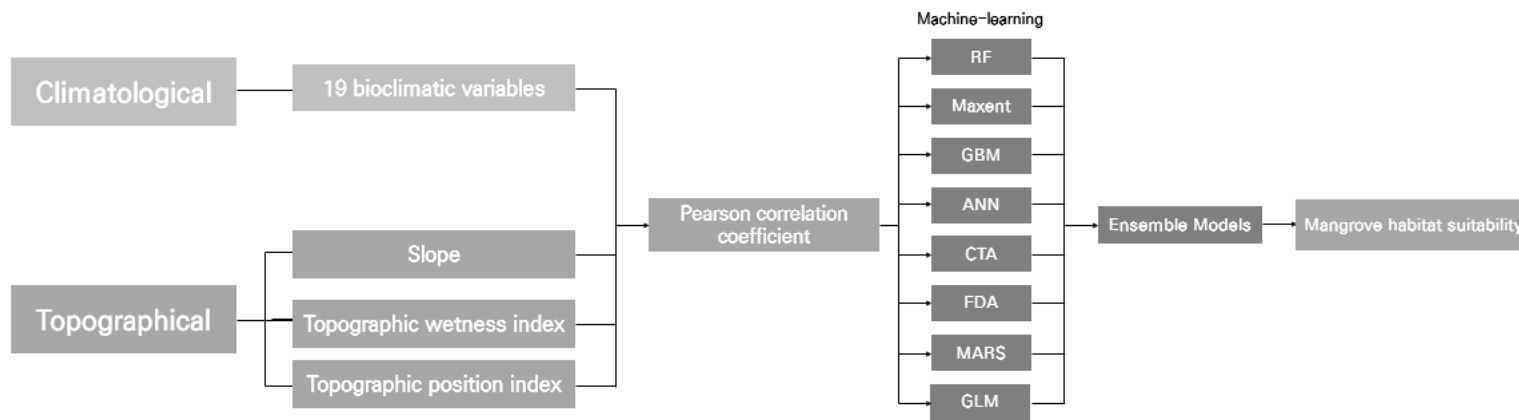 Machine-learning
Climatological
19 bioclimatic variables
Topographical
Slope
Topographic wetness index
Topographic position index
Pearson correlation
coefficient
RF
Maxent
GBM
ANN
CTA
FDA
MARS
GLM
Ensemble Models
Mangrove habitat suitability